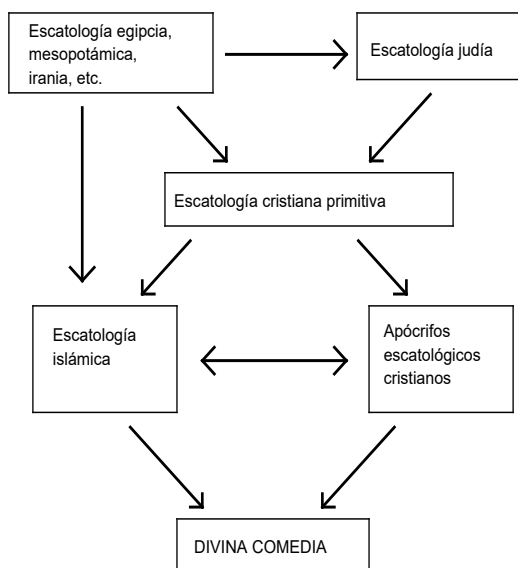 Escatología egipcia,
mesopotámica,
irania, etc.
Escatología judía
Escatología cristiana primitiva
Escatología
islámica
Apócrifos
escatológicos
cristianos
DIVINA COMEDIA